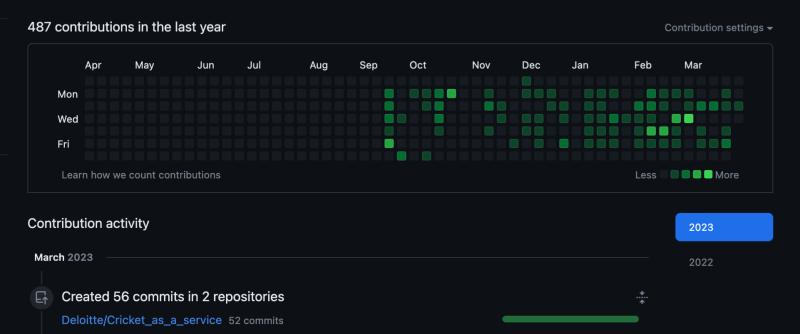 487 contributions in the last year
Contribution settings
Apr May Jun Jul Aug Sep Oct Nov Dec Jan Feb Mar
Mon
Wed
Fri
Learn how we count contributions
Less More
Contribution activity
2023
March 2023
2022
Created 56 commits in 2 repositories
Deloitte/Cricket_as_a_service 52 commits